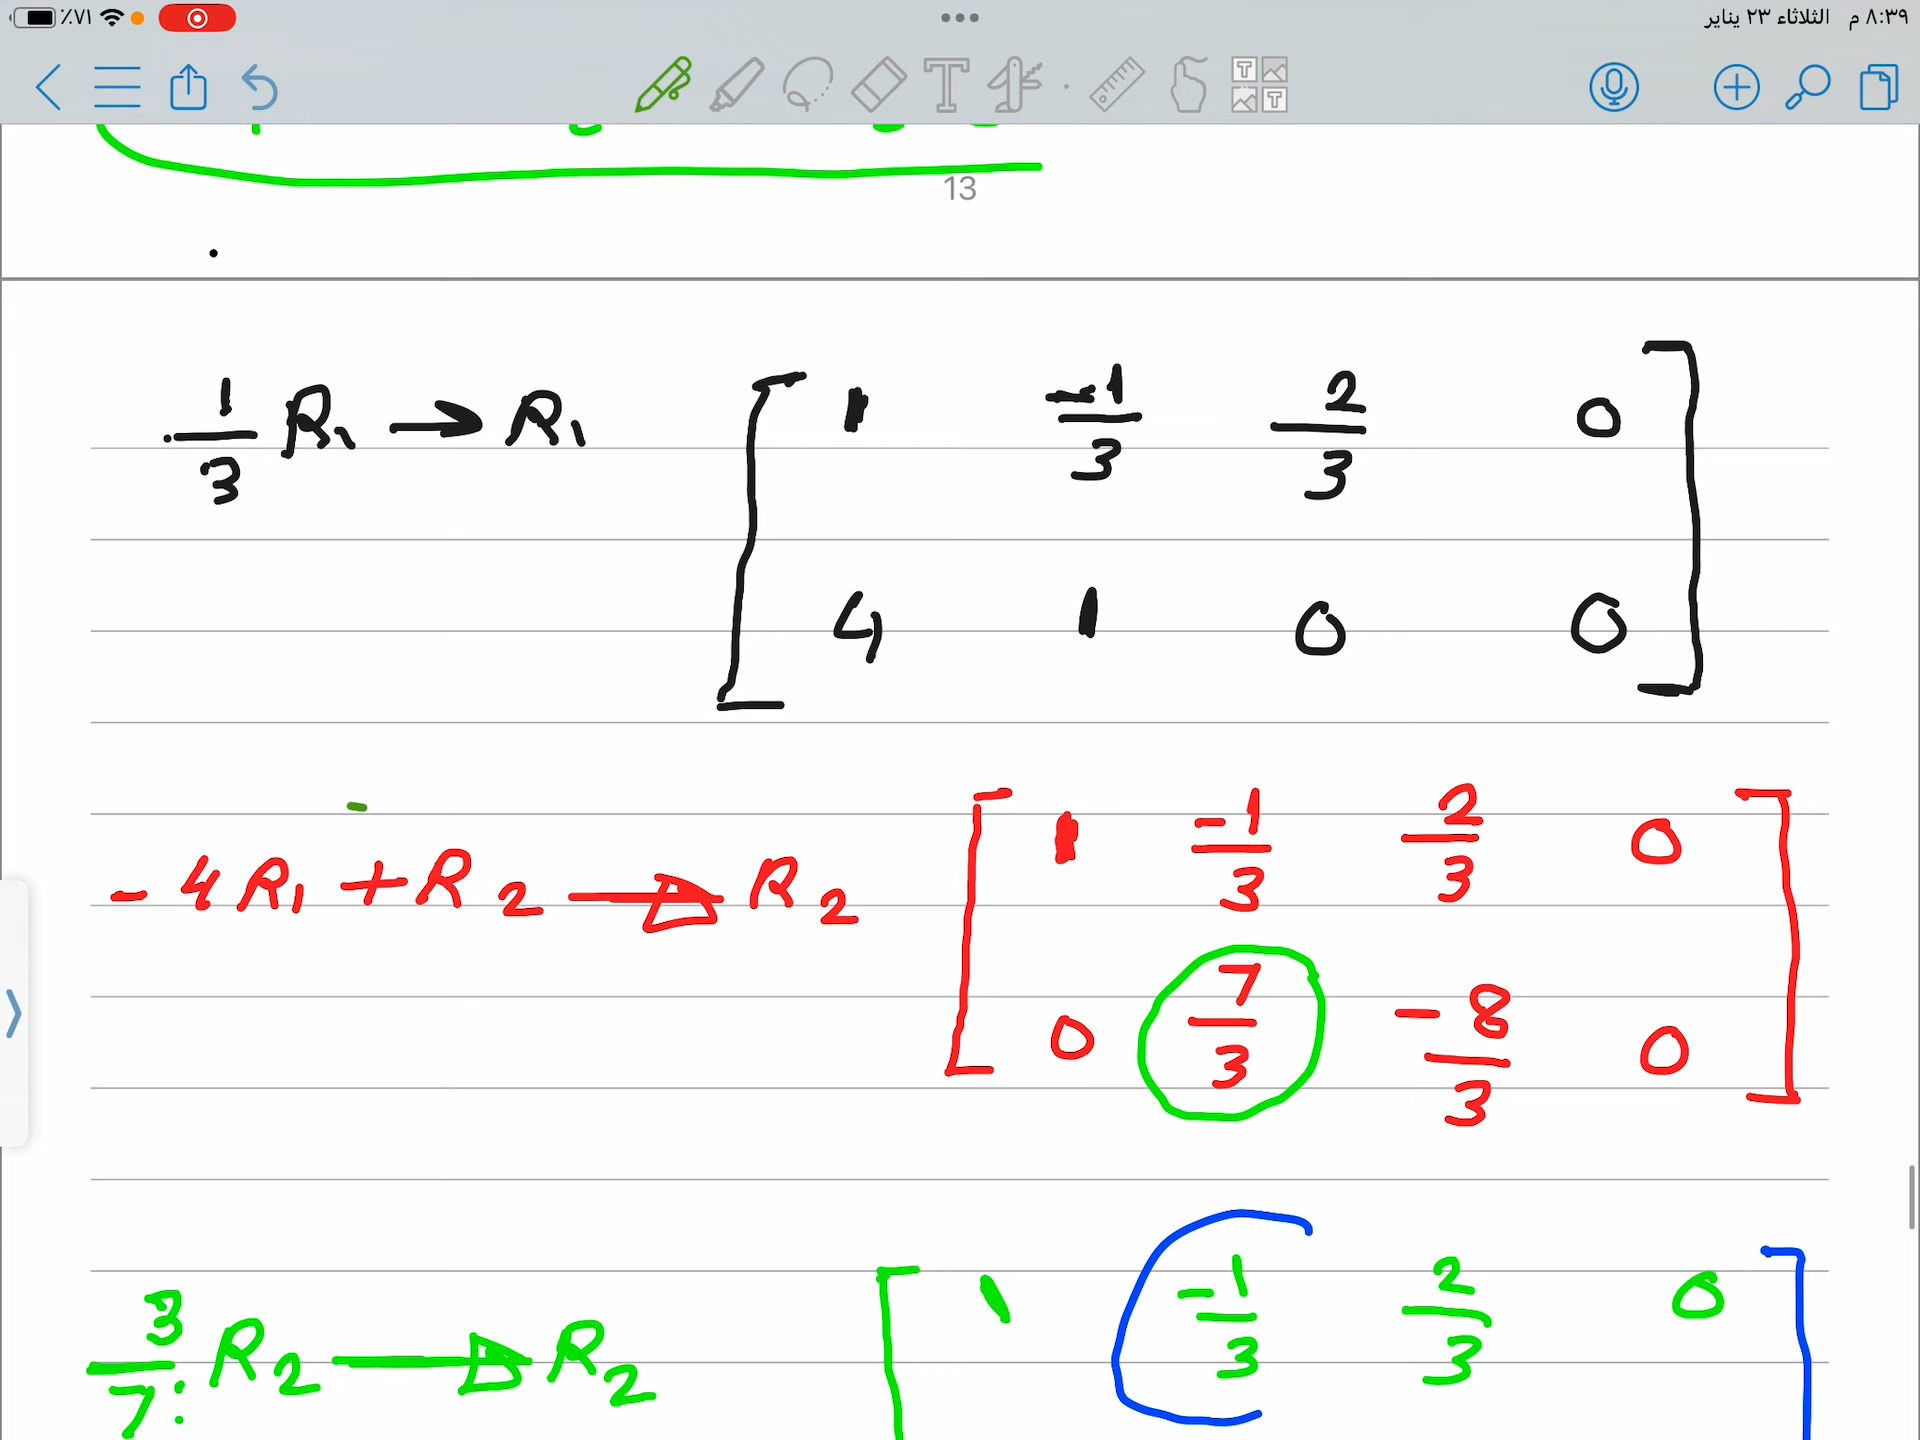 ٪٧١ ٨:٣٩ م الثلاثاء ٢٣ يناير
13
1/3 R₁ → R₁ [ 1 -1/3 2/3 0
4 1 0 0 ]
-4R₁ + R₂ → R₂ [ 1 -1/3 2/3 0
0 7/3 -8/3 0 ]
3/7 R₂ → R₂ [ 1 -1/3 2/3 0 ]